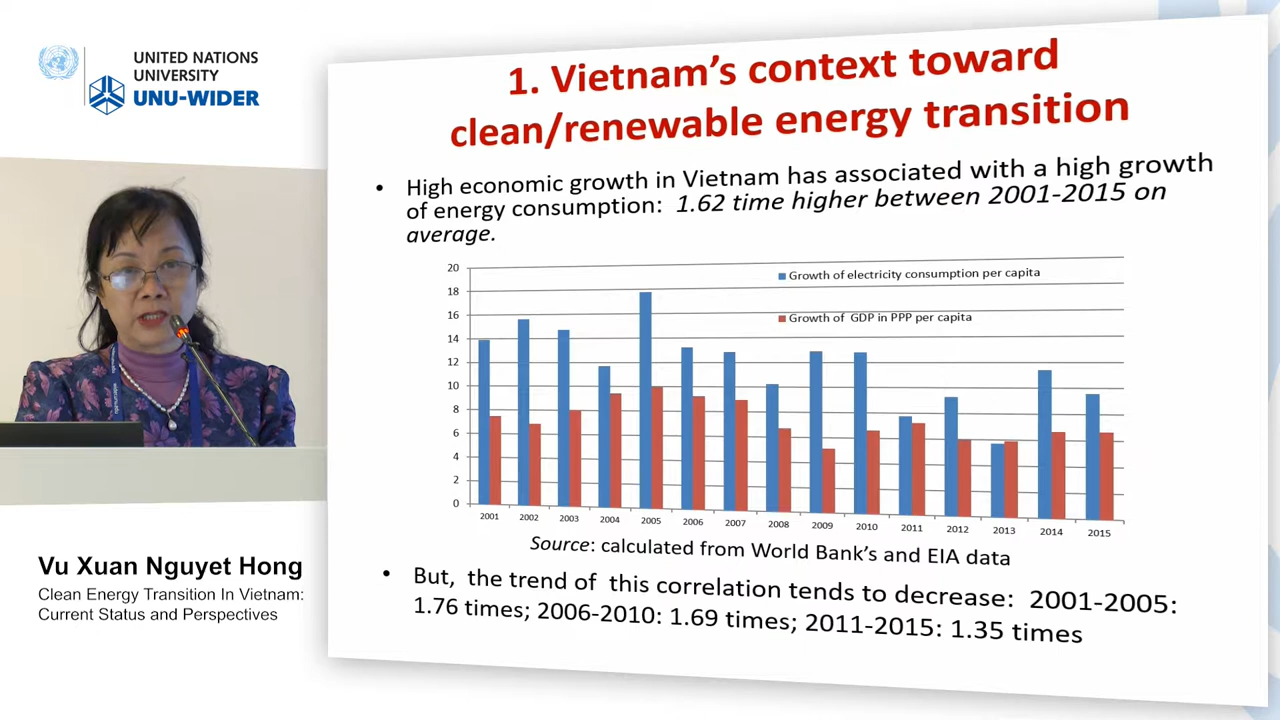 UNITED NATIONS
UNIVERSITY
UNU-WIDER
1. Vietnam's context toward
clean/renewable energy transition
• High economic growth in Vietnam has associated with a high growth
of energy consumption: 1.62 time higher between 2001-2015 on
average.
20
18
16
14
12
10
8
6
4
2
0
Growth of electricity consumption per capita
Growth of GDP in PPP per capita
2001 2002 2003 2004 2005 2006 2007 2008 2009 2010 2011 2012 2013 2014 2015
Source: calculated from World Bank's and EIA data
• But, the trend of this correlation tends to decrease: 2001-2005:
1.76 times; 2006-2010: 1.69 times; 2011-2015: 1.35 times
Vu Xuan Nguyet Hong
Clean Energy Transition In Vietnam:
Current Status and Perspectives